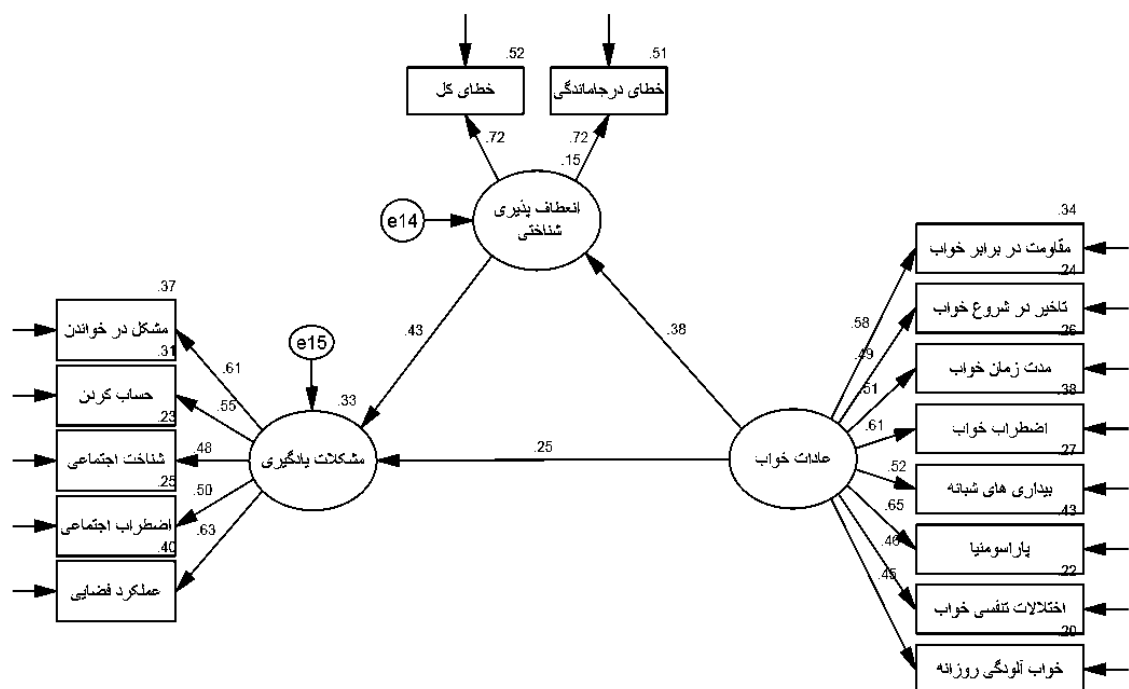 .52
.51
خطای کل
خطای درجاماندگی
.72
.72
.15
انعطاف پذیری
شناختی
e14
.34
مقاومت در برابر خواب
.24
تاخیر در شروع خواب
.26
مدت زمان خواب
.38
اضطراب خواب
.27
بیداری های شبانه
.43
پاراسومنیا
.22
اختلالات تنفسی خواب
.20
خواب آلودگی روزانه
.58
.49
.51
.61
.52
.65
.46
.45
عادات خواب
.38
.43
.25
e15
.33
مشکلات یادگیری
.37
مشکل در خواندن
.31
حساب کردن
.23
شناخت اجتماعی
.25
اضطراب اجتماعی
.40
عملکرد فضایی
.61
.55
.48
.50
.63